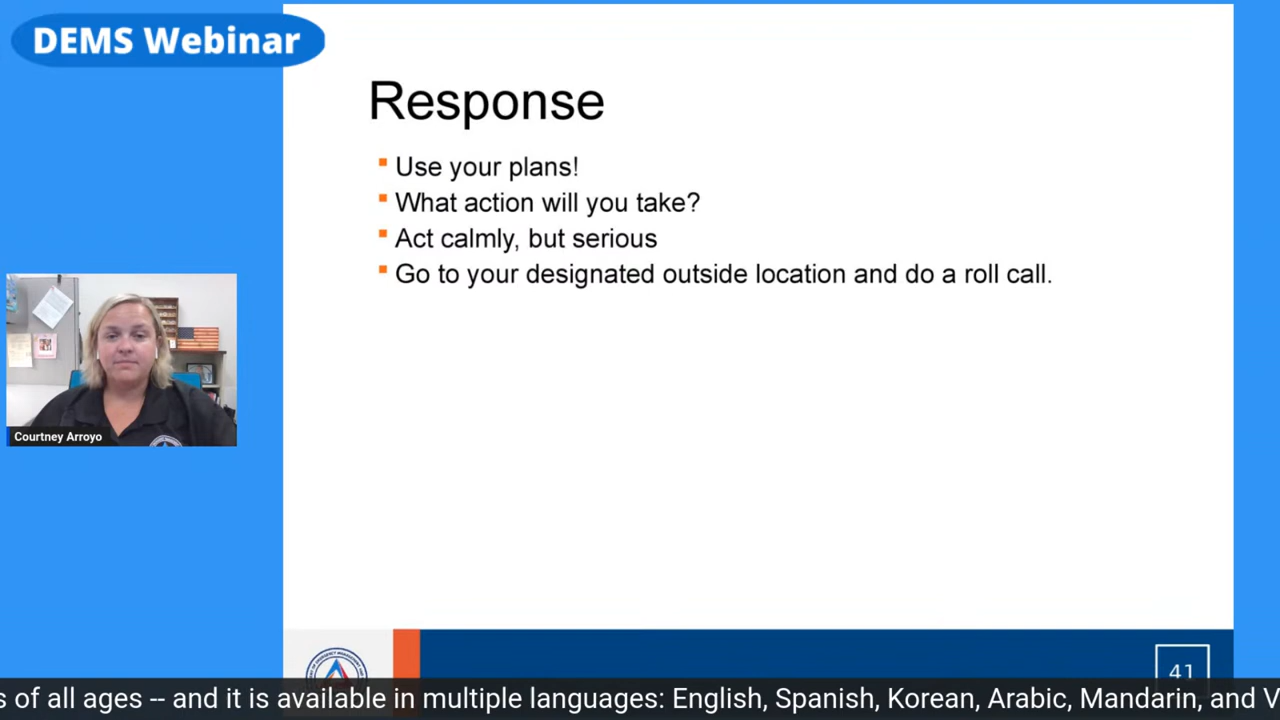 DEMS Webinar
Response
Use your plans!
What action will you take?
Act calmly, but serious
Go to your designated outside location and do a roll call.
Courtney Arroyo
41
s of all ages -- and it is available in multiple languages: English, Spanish, Korean, Arabic, Mandarin, and V